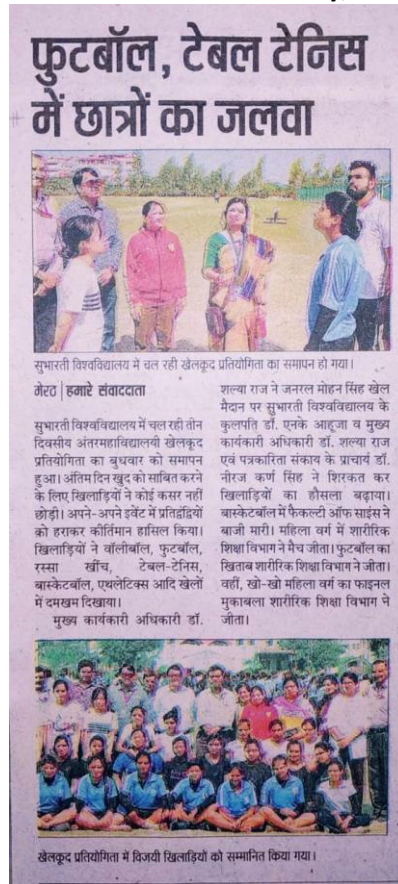 फुटबॉल, टेबल टेनिस
में छात्रों का जलवा
सुभारती विश्वविद्यालय में चल रही खेलकूद प्रतियोगिता का समापन हो गया।
मेरठ | हमारे संवाददाता
सुभारती विश्वविद्यालय में चल रही तीन
दिवसीय अंतरमहाविद्यालयी खेलकूद
प्रतियोगिता का बुधवार को समापन
हुआ। अंतिम दिन खुद को साबित करने
के लिए खिलाड़ियों ने कोई कसर नहीं
छोड़ी। अपने-अपने इवेंट में प्रतिद्वंद्वियों
को हराकर कीर्तिमान हासिल किया।
खिलाड़ियों ने वॉलीबॉल, फुटबॉल,
रस्सा खींच, टेबल-टेनिस,
बास्केटबॉल, एथलेटिक्स आदि खेलों
में दमखम दिखाया।
मुख्य कार्यकारी अधिकारी डॉ.
शल्या राज ने जनरल मोहन सिंह खेल
मैदान पर सुभारती विश्वविद्यालय के
कुलपति डॉ. एनके आहूजा व मुख्य
कार्यकारी अधिकारी डॉ. शल्या राज
एवं पत्रकारिता संकाय के प्राचार्य डॉ.
नीरज कर्ण सिंह ने शिरकत कर
खिलाड़ियों का हौसला बढ़ाया।
बास्केटबॉल में फैकल्टी ऑफ साइंस ने
बाजी मारी। महिला वर्ग में शारीरिक
शिक्षा विभाग ने मैच जीता। फुटबॉल का
खिताब शारीरिक शिक्षा विभाग ने जीता।
वहीं, खो-खो महिला वर्ग का फाइनल
मुकाबला शारीरिक शिक्षा विभाग ने
जीता।
खेलकूद प्रतियोगिता में विजयी खिलाड़ियों को सम्मानित किया गया।